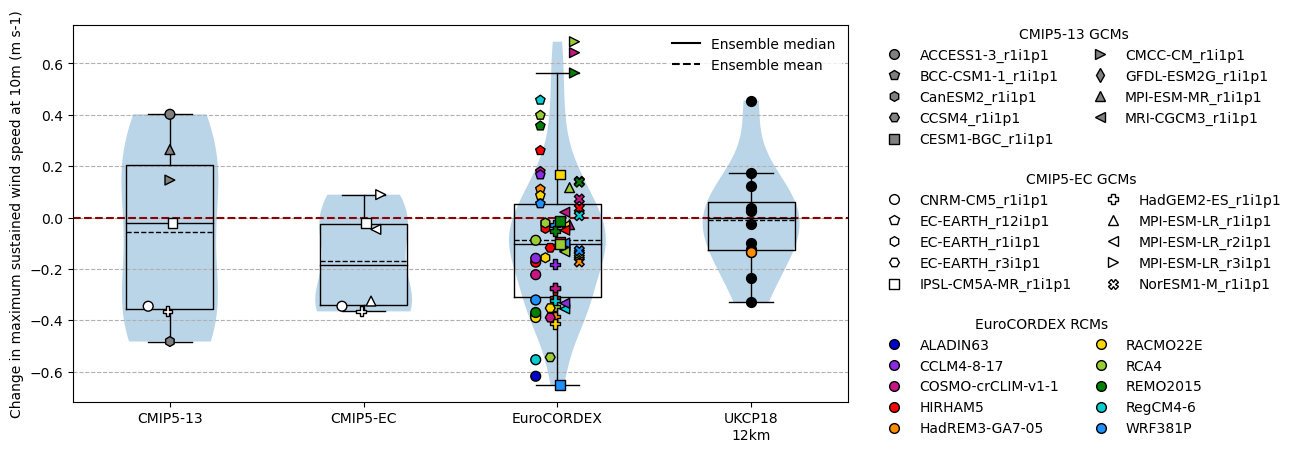 Change in maximum sustained wind speed at 10m (m s-1)
0.6
0.4
0.2
0.0
−0.2
−0.4
−0.6
CMIP5-13
CMIP5-EC
EuroCORDEX
UKCP18
12km
Ensemble median
Ensemble mean
CMIP5-13 GCMs
ACCESS1-3_r1i1p1
BCC-CSM1-1_r1i1p1
CanESM2_r1i1p1
CCSM4_r1i1p1
CESM1-BGC_r1i1p1
CMCC-CM_r1i1p1
GFDL-ESM2G_r1i1p1
MPI-ESM-MR_r1i1p1
MRI-CGCM3_r1i1p1
CMIP5-EC GCMs
CNRM-CM5_r1i1p1
EC-EARTH_r12i1p1
EC-EARTH_r1i1p1
EC-EARTH_r3i1p1
IPSL-CM5A-MR_r1i1p1
HadGEM2-ES_r1i1p1
MPI-ESM-LR_r1i1p1
MPI-ESM-LR_r2i1p1
MPI-ESM-LR_r3i1p1
NorESM1-M_r1i1p1
EuroCORDEX RCMs
ALADIN63
CCLM4-8-17
COSMO-crCLIM-v1-1
HIRHAM5
HadREM3-GA7-05
RACMO22E
RCA4
REMO2015
RegCM4-6
WRF381P